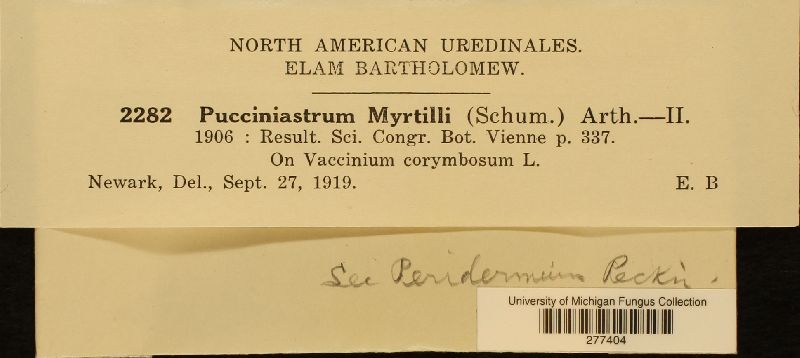 NORTH AMERICAN UREDINALES.
ELAM BARTHOLOMEW.
2282 Pucciniastrum Myrtilli (Schum.) Arth.—II.
1906 : Result. Sci. Congr. Bot. Vienne p. 337.
On Vaccinium corymbosum L.
Newark, Del., Sept. 27, 1919. E. B
See Peridermium Peckii.
University of Michigan Fungus Collection
277404